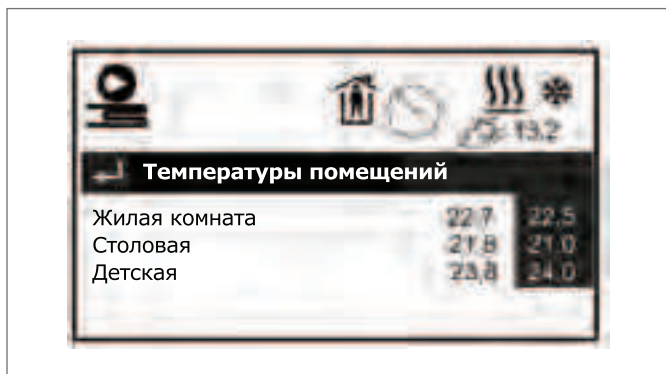 13.2
Температуры помещений
Жилая комната 22.7 22.5
Столовая 21.8 21.0
Детская 23,8 24.0